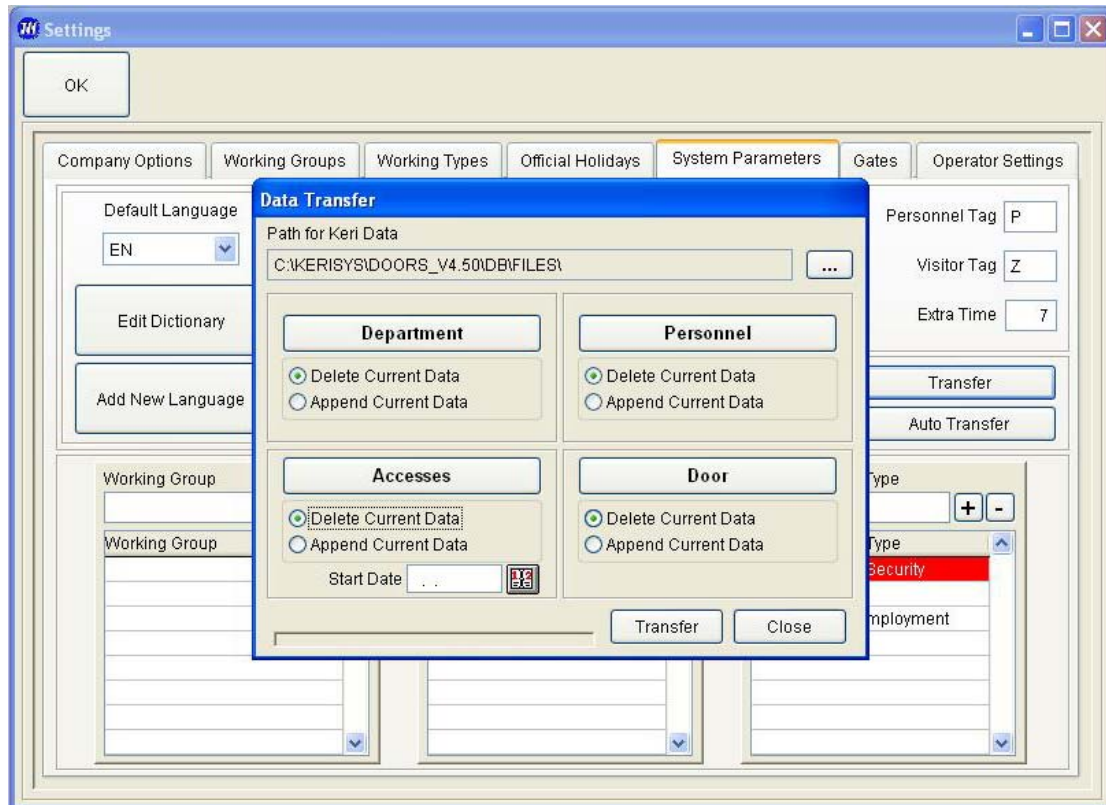 Settings
OK
Company Options
Working Groups
Working Types
Official Holidays
System Parameters
Gates
Operator Settings
Default Language
EN
Edit Dictionary
Add New Language
Data Transfer
Path for Keri Data
C:\KERISYS\DOORS_V4.50\DB\FILES\
...
Department
Delete Current Data
Append Current Data
Personnel
Delete Current Data
Append Current Data
Accesses
Delete Current Data
Append Current Data
Start Date . .
Door
Delete Current Data
Append Current Data
Transfer
Close
Personnel Tag P
Visitor Tag Z
Extra Time 7
Transfer
Auto Transfer
Working Group
Working Group
Type
+ -
Type
Security
mployment